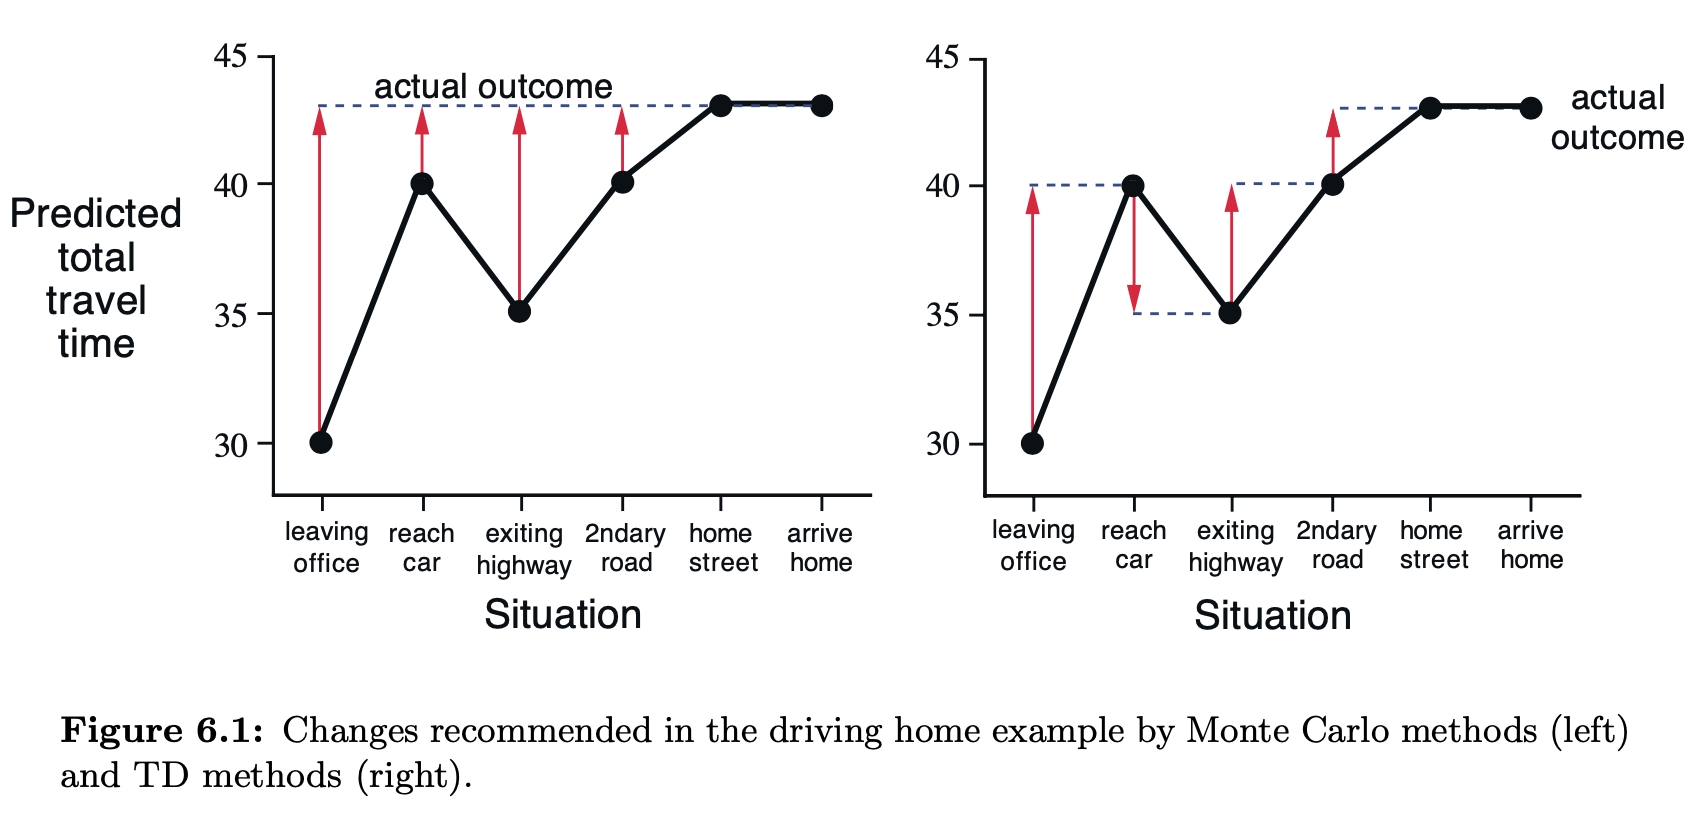 45
actual outcome
40
Predicted
total
travel
time
35
30
leaving
office
reach
car
exiting
highway
2ndary
road
home
street
arrive
home
Situation
45
actual
outcome
40
35
30
leaving
office
reach
car
exiting
highway
2ndary
road
home
street
arrive
home
Situation
Figure 6.1: Changes recommended in the driving home example by Monte Carlo methods (left)
and TD methods (right).